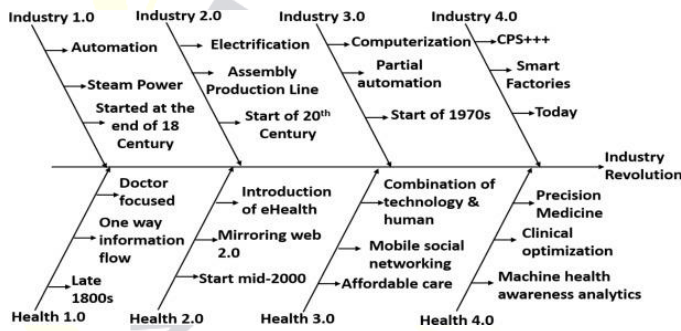 Industry 1.0
Industry 2.0
Industry 3.0
Industry 4.0
Automation
Steam Power
Started at the
end of 18
Century
Electrification
Assembly
Production Line
Start of 20th
Century
Computerization
Partial
automation
Start of 1970s
CPS+++
Smart
Factories
Today
Industry
Revolution
Doctor
focused
One way
information
flow
Late
1800s
Introduction
of eHealth
Mirroring web
2.0
Start mid-2000
Combination of
technology &
human
Mobile social
networking
Affordable care
Precision
Medicine
Clinical
optimization
Machine health
awareness analytics
Health 1.0
Health 2.0
Health 3.0
Health 4.0